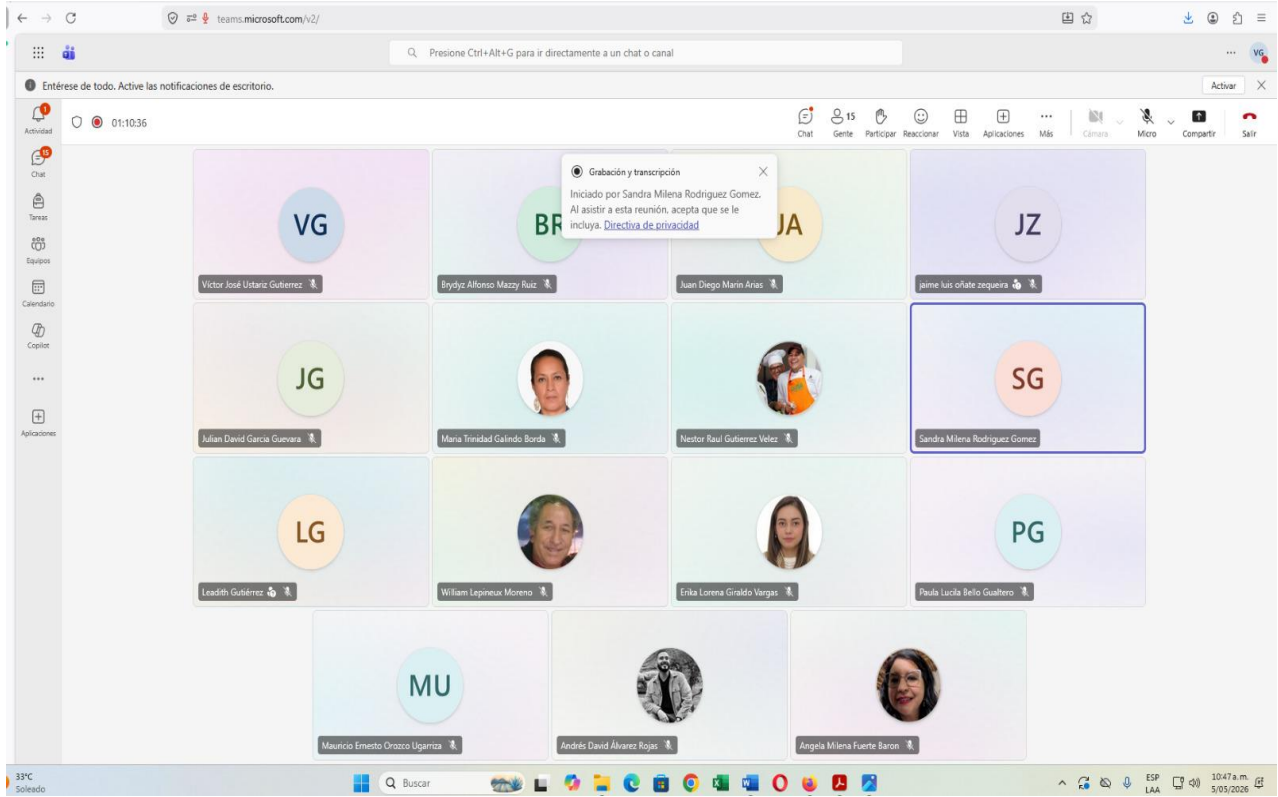 teams.microsoft.com/v2/
Presione Ctrl+Alt+G para ir directamente a un chat o canal
VG
Entérese de todo. Active las notificaciones de escritorio.
Activar
1
Actividad
01:10:36
Chat
15
Gente
Participar
Reaccionar
Vista
Aplicaciones
Más
Cámara
Micro
Compartir
Salir
15
Chat
Tareas
Equipos
Calendario
Copilot
Aplicaciones
Grabación y transcripción
Iniciado por Sandra Milena Rodriguez Gomez.
Al asistir a esta reunión, acepta que se le
incluya. Directiva de privacidad
VG
BR
JA
JZ
Víctor José Ustariz Gutierrez
Brydyz Alfonso Mazzy Ruiz
Juan Diego Marin Arias
jaime luis oñate zequeira
JG
SG
Julian David Garcia Guevara
Maria Trinidad Galindo Borda
Nestor Raul Gutierrez Velez
Sandra Milena Rodriguez Gomez
LG
PG
Leadith Gutiérrez
William Lepineux Moreno
Erika Lorena Giraldo Vargas
Paula Lucila Bello Gualtero
MU
Mauricio Ernesto Orozco Ugarriza
Andrés David Álvarez Rojas
Angela Milena Fuerte Baron
33°C
Soleado
Buscar
ESP
LAA
10:47 a.m.
5/05/2026